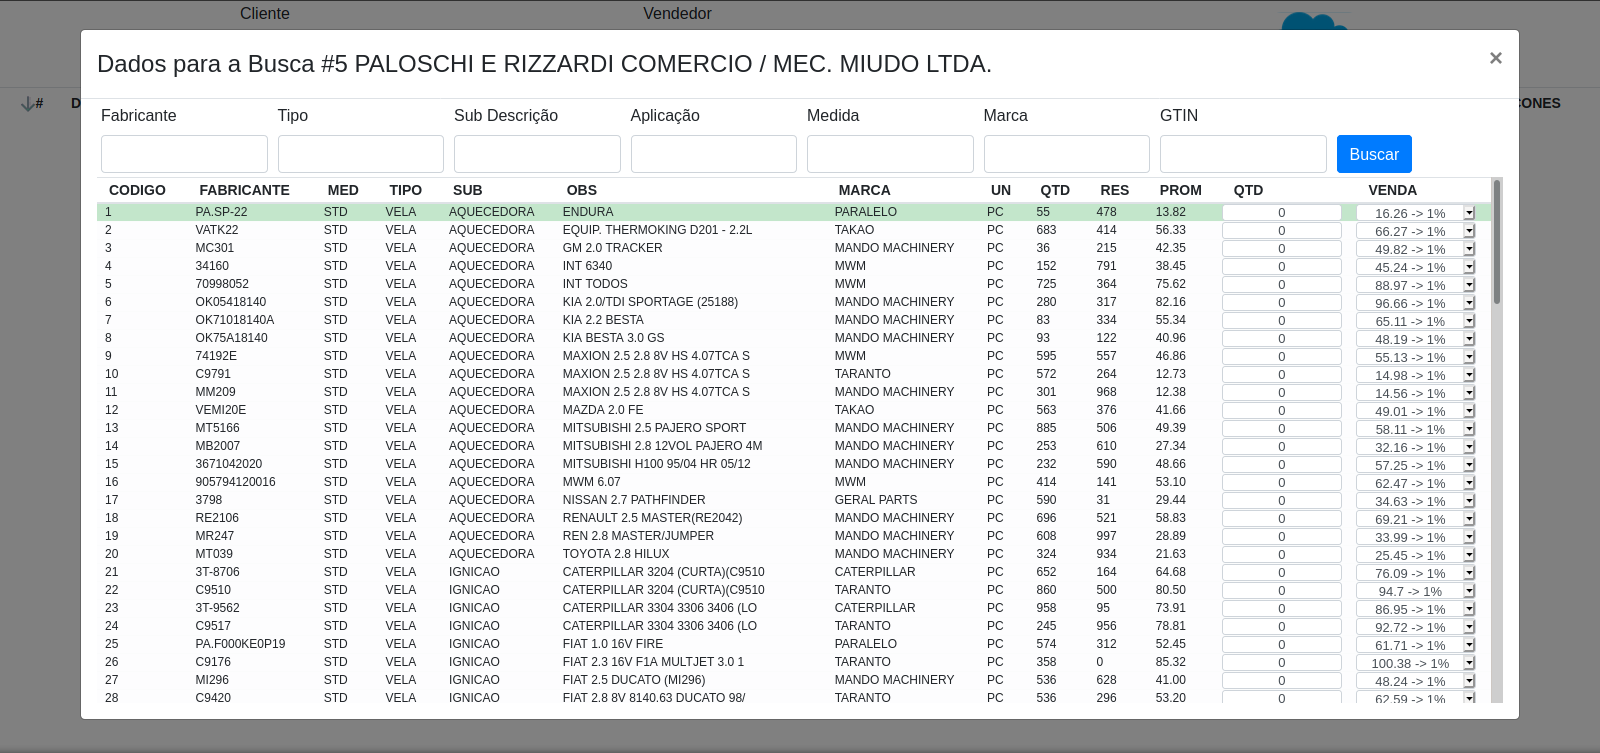 Cliente Vendedor
Dados para a Busca #5 PALOSCHI E RIZZARDI COMERCIO / MEC. MIUDO LTDA. ×
# D CONES
Fabricante Tipo Sub Descrição Aplicação Medida Marca GTIN
Buscar
CODIGO FABRICANTE MED TIPO SUB OBS MARCA UN QTD RES PROM QTD VENDA
1 PA.SP-22 STD VELA AQUECEDORA ENDURA PARALELO PC 55 478 13.82 0 16.26 -> 1%
2 VATK22 STD VELA AQUECEDORA EQUIP. THERMOKING D201 - 2.2L TAKAO PC 683 414 56.33 0 66.27 -> 1%
3 MC301 STD VELA AQUECEDORA GM 2.0 TRACKER MANDO MACHINERY PC 36 215 42.35 0 49.82 -> 1%
4 34160 STD VELA AQUECEDORA INT 6340 MWM PC 152 791 38.45 0 45.24 -> 1%
5 70998052 STD VELA AQUECEDORA INT TODOS MWM PC 725 364 75.62 0 88.97 -> 1%
6 OK05418140 STD VELA AQUECEDORA KIA 2.0/TDI SPORTAGE (25188) MANDO MACHINERY PC 280 317 82.16 0 96.66 -> 1%
7 OK71018140A STD VELA AQUECEDORA KIA 2.2 BESTA MANDO MACHINERY PC 83 334 55.34 0 65.11 -> 1%
8 OK75A18140 STD VELA AQUECEDORA KIA BESTA 3.0 GS MANDO MACHINERY PC 93 122 40.96 0 48.19 -> 1%
9 74192E STD VELA AQUECEDORA MAXION 2.5 2.8 8V HS 4.07TCA S MWM PC 595 557 46.86 0 55.13 -> 1%
10 C9791 STD VELA AQUECEDORA MAXION 2.5 2.8 8V HS 4.07TCA S TARANTO PC 572 264 12.73 0 14.98 -> 1%
11 MM209 STD VELA AQUECEDORA MAXION 2.5 2.8 8V HS 4.07TCA S MANDO MACHINERY PC 301 968 12.38 0 14.56 -> 1%
12 VEMI20E STD VELA AQUECEDORA MAZDA 2.0 FE TAKAO PC 563 376 41.66 0 49.01 -> 1%
13 MT5166 STD VELA AQUECEDORA MITSUBISHI 2.5 PAJERO SPORT MANDO MACHINERY PC 885 506 49.39 0 58.11 -> 1%
14 MB2007 STD VELA AQUECEDORA MITSUBISHI 2.8 12VOL PAJERO 4M MANDO MACHINERY PC 253 610 27.34 0 32.16 -> 1%
15 3671042020 STD VELA AQUECEDORA MITSUBISHI H100 95/04 HR 05/12 MANDO MACHINERY PC 232 590 48.66 0 57.25 -> 1%
16 905794120016 STD VELA AQUECEDORA MWM 6.07 MWM PC 414 141 53.10 0 62.47 -> 1%
17 3798 STD VELA AQUECEDORA NISSAN 2.7 PATHFINDER GERAL PARTS PC 590 31 29.44 0 34.63 -> 1%
18 RE2106 STD VELA AQUECEDORA RENAULT 2.5 MASTER(RE2042) MANDO MACHINERY PC 696 521 58.83 0 69.21 -> 1%
19 MR247 STD VELA AQUECEDORA REN 2.8 MASTER/JUMPER MANDO MACHINERY PC 608 997 28.89 0 33.99 -> 1%
20 MT039 STD VELA AQUECEDORA TOYOTA 2.8 HILUX MANDO MACHINERY PC 324 934 21.63 0 25.45 -> 1%
21 3T-8706 STD VELA IGNICAO CATERPILLAR 3204 (CURTA)(C9510 CATERPILLAR PC 652 164 64.68 0 76.09 -> 1%
22 C9510 STD VELA IGNICAO CATERPILLAR 3204 (CURTA)(C9510 TARANTO PC 860 500 80.50 0 94.7 -> 1%
23 3T-9562 STD VELA IGNICAO CATERPILLAR 3304 3306 3406 (LO CATERPILLAR PC 958 95 73.91 0 86.95 -> 1%
24 C9517 STD VELA IGNICAO CATERPILLAR 3304 3306 3406 (LO TARANTO PC 245 956 78.81 0 92.72 -> 1%
25 PA.F000KE0P19 STD VELA IGNICAO FIAT 1.0 16V FIRE PARALELO PC 574 312 52.45 0 61.71 -> 1%
26 C9176 STD VELA IGNICAO FIAT 2.3 16V F1A MULTJET 3.0 1 TARANTO PC 358 0 85.32 0 100.38 -> 1%
27 MI296 STD VELA IGNICAO FIAT 2.5 DUCATO (MI296) MANDO MACHINERY PC 536 628 41.00 0 48.24 -> 1%
28 C9420 STD VELA IGNICAO FIAT 2.8 8V 8140.63 DUCATO 98/ TARANTO PC 536 296 53.20 0 62.59 -> 1%